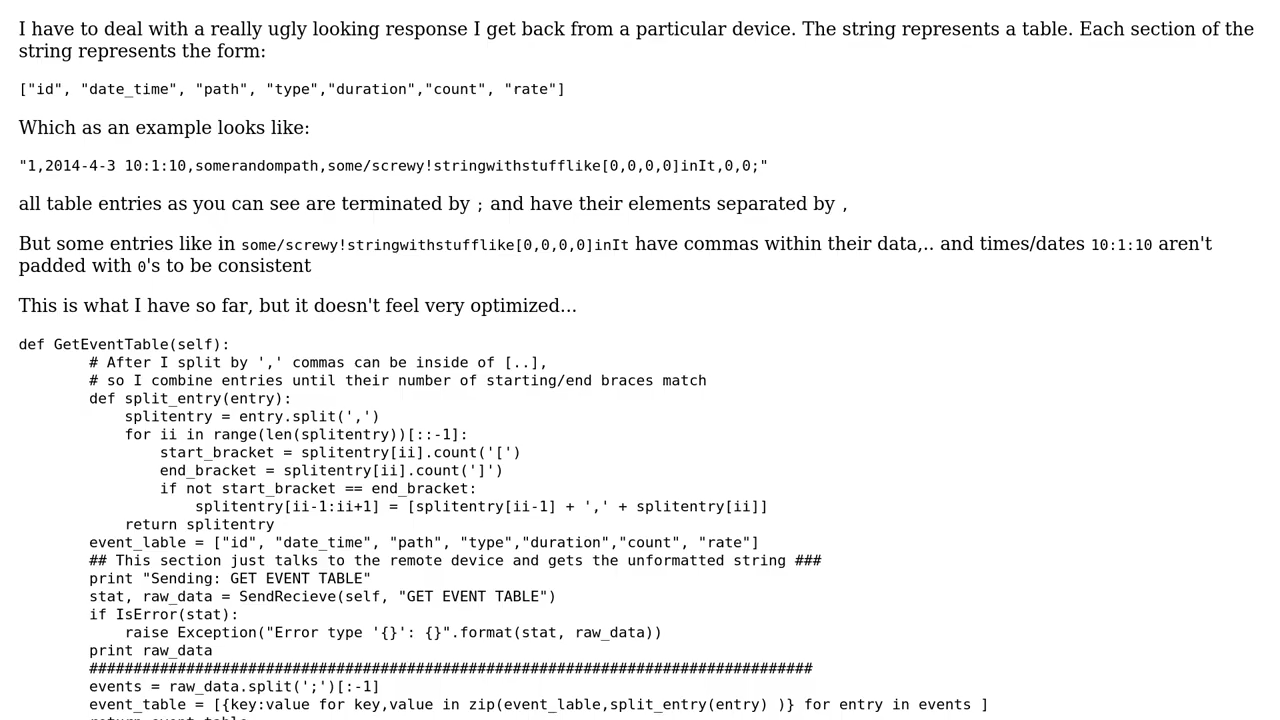 I have to deal with a really ugly looking response I get back from a particular device. The string represents a table. Each section of the
string represents the form:
["id", "date_time", "path", "type","duration","count", "rate"]
Which as an example looks like:
"1,2014-4-3 10:1:10,somerandompath,some/screwy!stringwithstufflike[0,0,0,0]inIt,0,0;"
all table entries as you can see are terminated by ; and have their elements separated by ,
But some entries like in some/screwy!stringwithstufflike[0,0,0,0]inIt have commas within their data,.. and times/dates 10:1:10 aren't
padded with 0's to be consistent
This is what I have so far, but it doesn't feel very optimized...
def GetEventTable(self):
        # After I split by ',' commas can be inside of [..],
        # so I combine entries until their number of starting/end braces match
        def split_entry(entry):
            splitentry = entry.split(',')
            for ii in range(len(splitentry))[::-1]:
                start_bracket = splitentry[ii].count('[')
                end_bracket = splitentry[ii].count(']')
                if not start_bracket == end_bracket:
                    splitentry[ii-1:ii+1] = [splitentry[ii-1] + ',' + splitentry[ii]]
            return splitentry
        event_lable = ["id", "date_time", "path", "type","duration","count", "rate"]
        ## This section just talks to the remote device and gets the unformatted string ###
        print "Sending: GET EVENT TABLE"
        stat, raw_data = SendRecieve(self, "GET EVENT TABLE")
        if IsError(stat):
            raise Exception("Error type '{}': {}".format(stat, raw_data))
        print raw_data
        ##################################################################################
        events = raw_data.split(';')[:-1]
        event_table = [{key:value for key,value in zip(event_lable,split_entry(entry) )} for entry in events ]
        return event_table